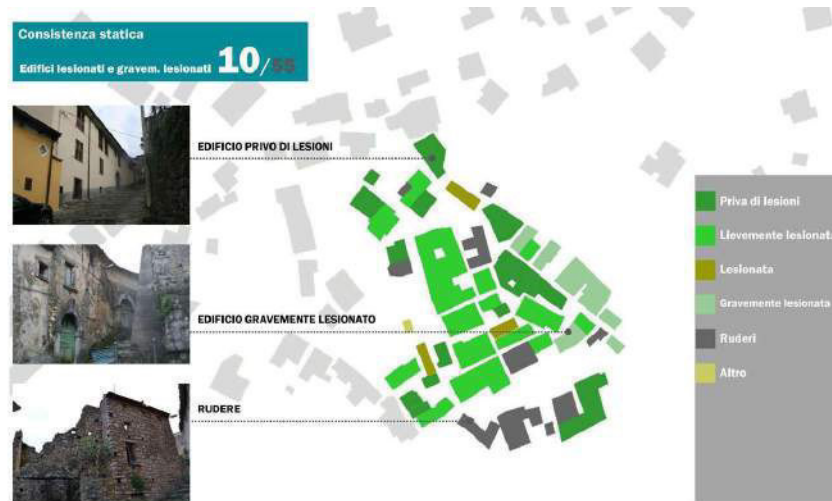 Consistenza statica
Edifici lesionati e gravem. lesionati 10/55
EDIFICIO PRIVO DI LESIONI
EDIFICIO GRAVEMENTE LESIONATO
RUDERE
Priva di lesioni
Lievemente lesionata
Lesionata
Gravemente lesionata
Ruderi
Altro